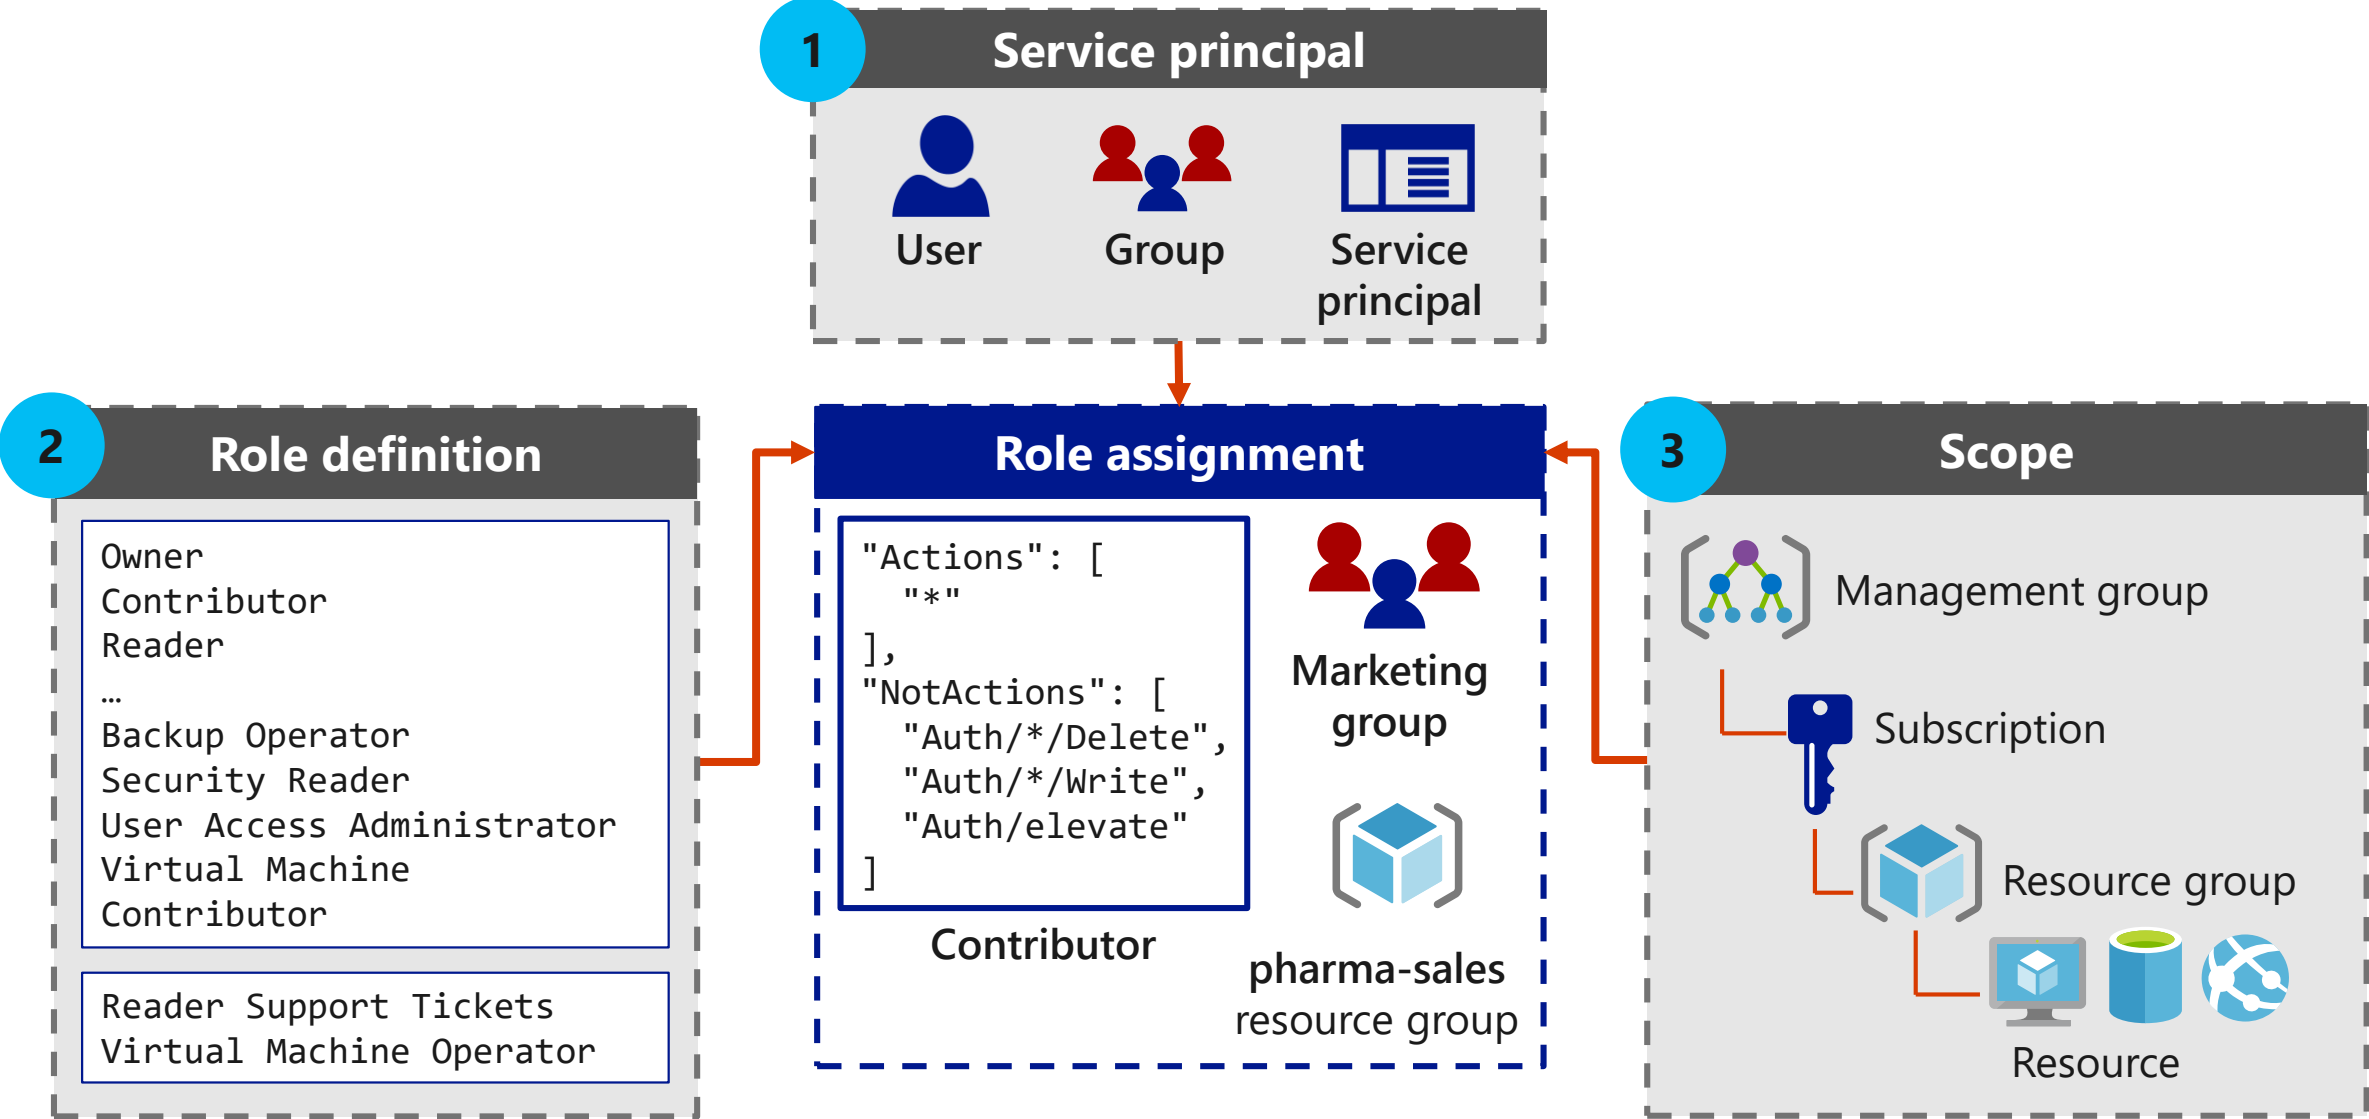 1
Service principal
User
Group
Service
principal
2
Role definition
Owner
Contributor
Reader
…
Backup Operator
Security Reader
User Access Administrator
Virtual Machine
Contributor
Reader Support Tickets
Virtual Machine Operator
Role assignment
"Actions": [
"*"
],
"NotActions": [
"Auth/*/Delete",
"Auth/*/Write",
"Auth/elevate"
]
Contributor
Marketing
group
pharma-sales
resource group
3
Scope
Management group
Subscription
Resource group
Resource